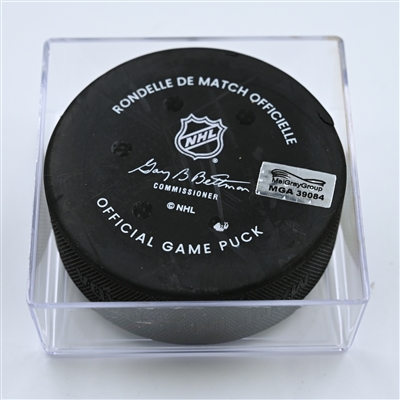 RONDELLE DE MATCH OFFICIELLE
NHL
Gary B Bettman
COMMISSIONER
© NHL
OFFICIAL GAME PUCK
MeiGrayGroup
MGA 39084